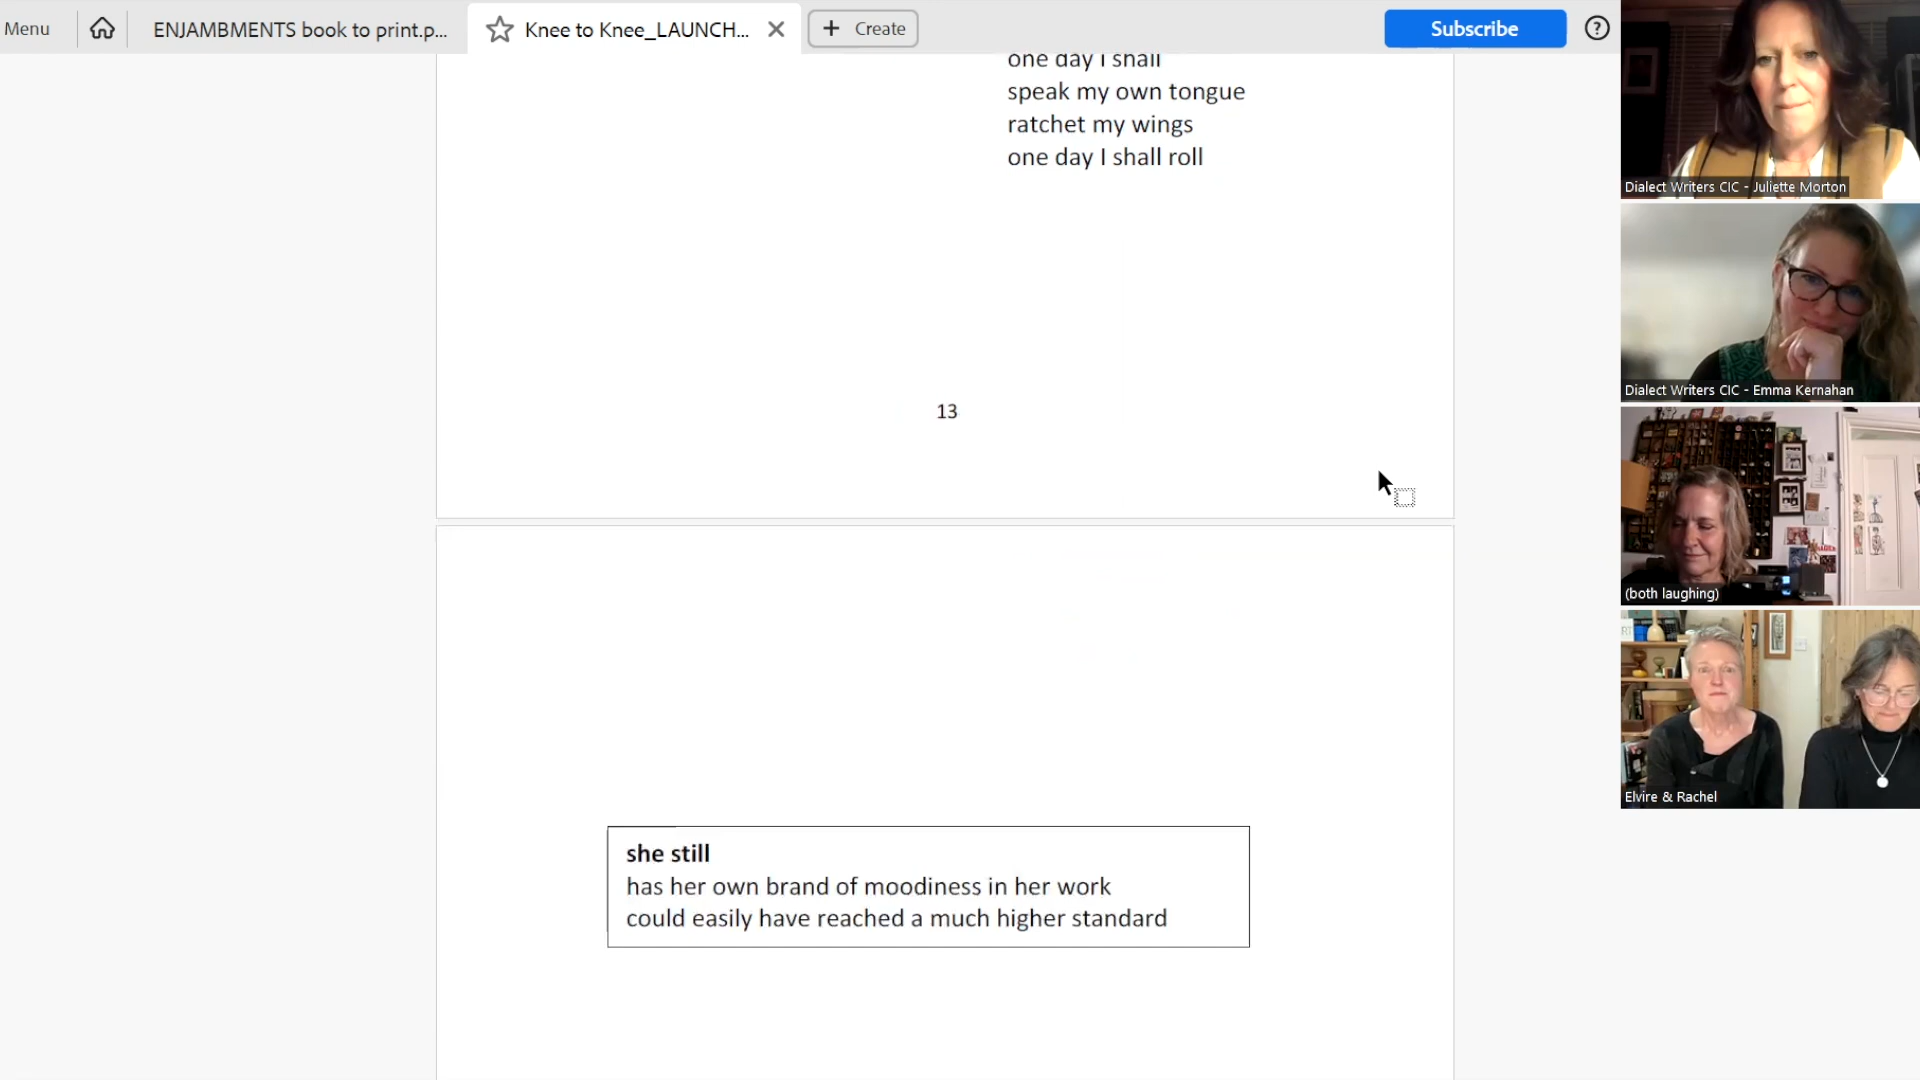 Menu
ENJAMBMENTS book to print.p...
Knee to Knee_LAUNCH...
Create
Subscribe
one day I shall
speak my own tongue
ratchet my wings
one day I shall roll
13
she still
has her own brand of moodiness in her work
could easily have reached a much higher standard
Dialect Writers CIC - Juliette Morton
Dialect Writers CIC - Emma Kernahan
(both laughing)
Elvire & Rachel